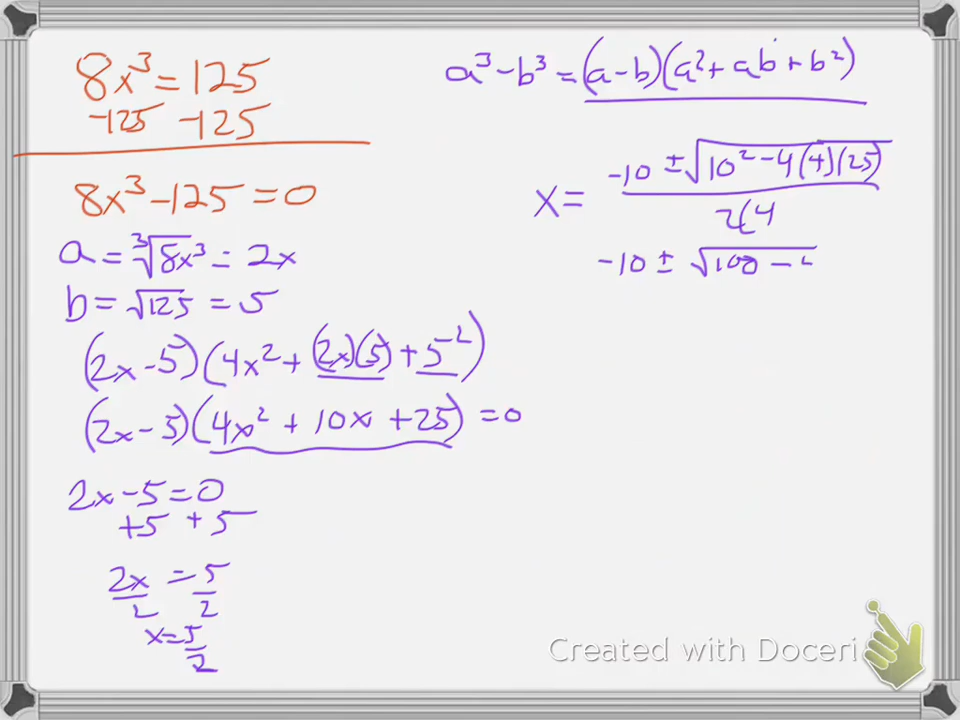 8x³ = 125
-125 -125
8x³ - 125 = 0
a = ∛8x³ = 2x
b = √125 = 5
(2x - 5)(4x² + (2x)(5) + 5²)
(2x - 5)(4x² + 10x + 25) = 0
2x - 5 = 0
+5 +5
2x = 5
2 2
x = 5
2
a³ - b³ = (a - b)(a² + ab + b²)
-10 ± √10² - 4(4)(25)
x =
2(4
-10 ± √100 - 4
Created with Doceri